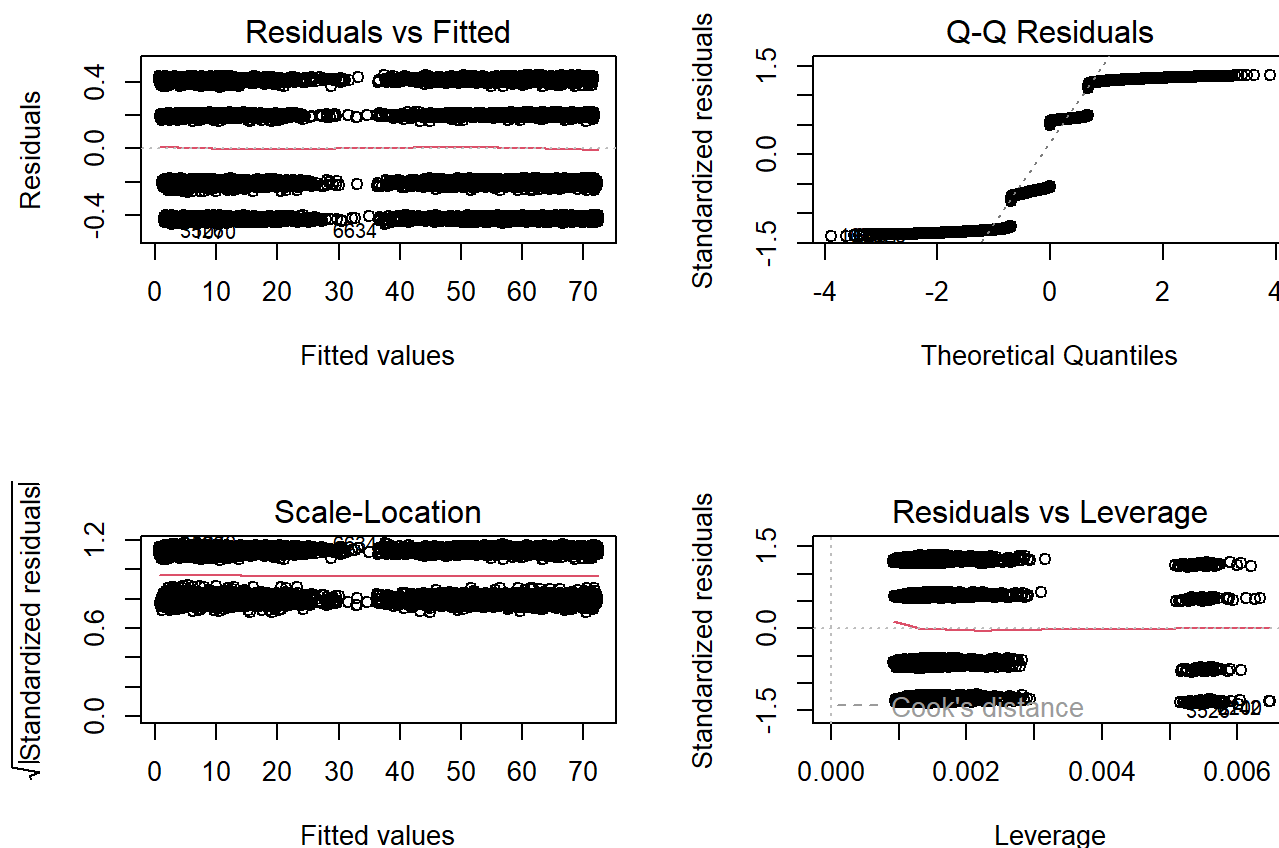 Residuals vs Fitted
Residuals
0.4
0.0
-0.4
6634
0 10 20 30 40 50 60 70
Fitted values
Q-Q Residuals
Standardized residuals
1.5
0.0
-1.5
-4 -2 0 2 4
Theoretical Quantiles
Scale-Location
√|Standardized residuals|
1.2
0.6
0.0
6634
0 10 20 30 40 50 60 70
Fitted values
Residuals vs Leverage
Standardized residuals
1.5
0.0
-1.5
Cook's distance
0.000 0.002 0.004 0.006
Leverage